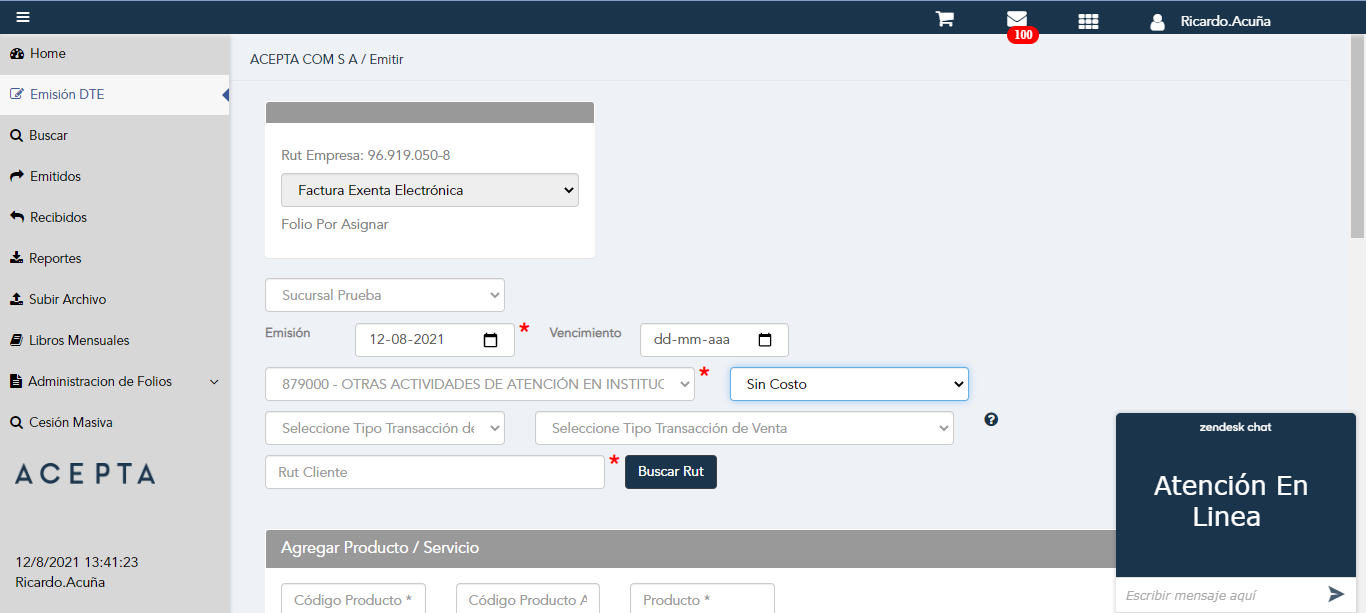 100
Ricardo.Acuña
Home
Emisión DTE
Buscar
Emitidos
Recibidos
Reportes
Subir Archivo
Libros Mensuales
Administracion de Folios
Cesión Masiva
ACEPTA
12/8/2021 13:41:23
Ricardo.Acuña
ACEPTA COM S A / Emitir
Rut Empresa: 96.919.050-8
Factura Exenta Electrónica
Folio Por Asignar
Sucursal Prueba
Emisión 12-08-2021 * Vencimiento dd-mm-aaa
879000 - OTRAS ACTIVIDADES DE ATENCIÓN EN INSTITUC * Sin Costo
Seleccione Tipo Transacción de Seleccione Tipo Transacción de Venta ?
Rut Cliente * Buscar Rut
Agregar Producto / Servicio
Código Producto * Código Producto A Producto *
zendesk chat
Atención En
Linea
Escribir mensaje aquí